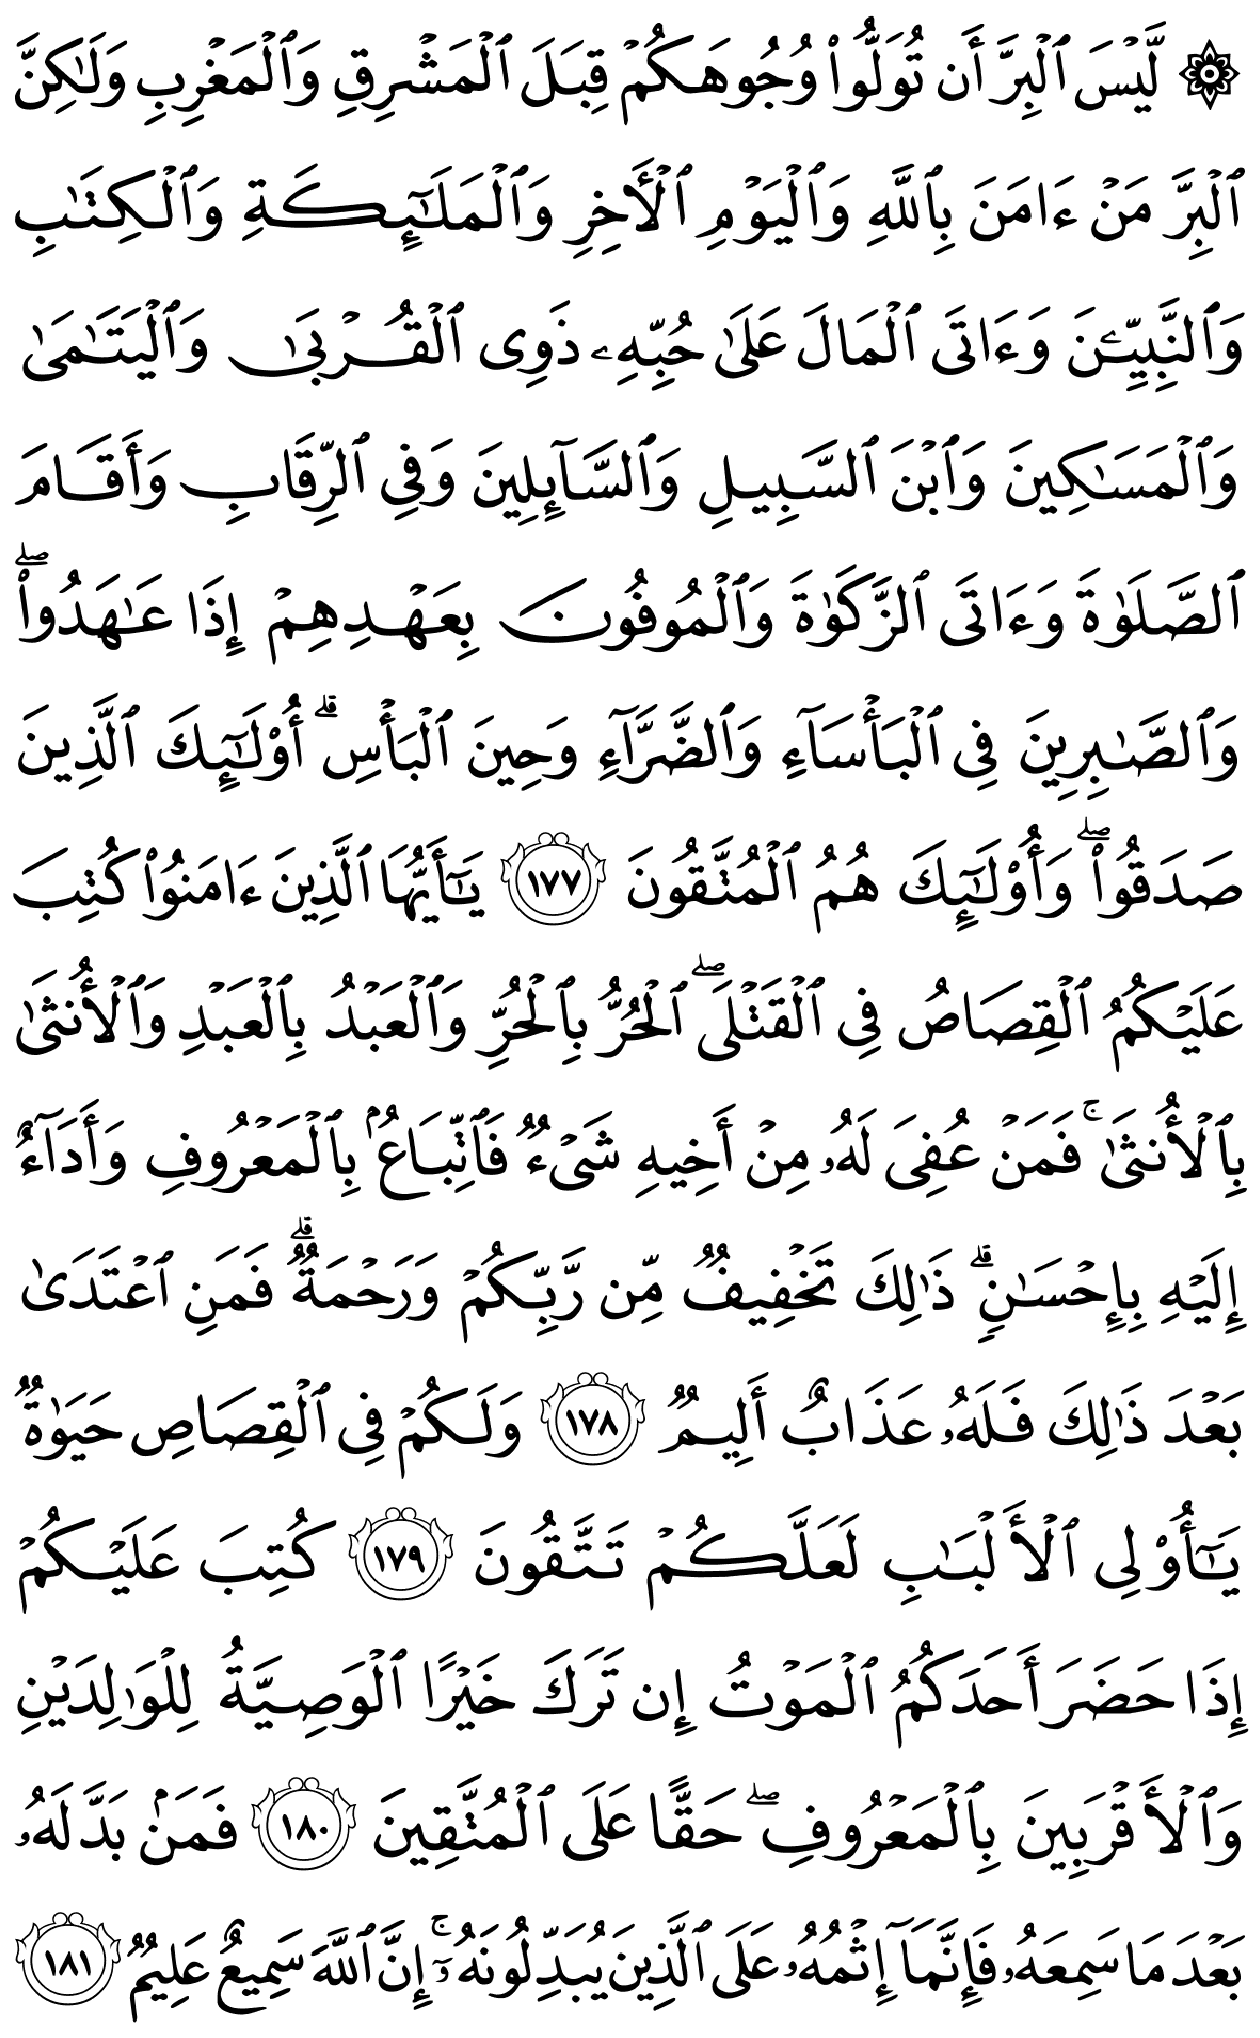 ۞ لَّيۡسَ ٱلۡبِرَّ أَن تُوَلُّواْ وُجُوهَكُمۡ قِبَلَ ٱلۡمَشۡرِقِ وَٱلۡمَغۡرِبِ وَلَٰكِنَّ
ٱلۡبِرَّ مَنۡ ءَامَنَ بِٱللَّهِ وَٱلۡيَوۡمِ ٱلۡأٓخِرِ وَٱلۡمَلَٰٓئِكَةِ وَٱلۡكِتَٰبِ
وَٱلنَّبِيِّـۧنَ وَءَاتَى ٱلۡمَالَ عَلَىٰ حُبِّهِۦ ذَوِي ٱلۡقُرۡبَىٰ وَٱلۡيَتَٰمَىٰ
وَٱلۡمَسَٰكِينَ وَٱبۡنَ ٱلسَّبِيلِ وَٱلسَّآئِلِينَ وَفِي ٱلرِّقَابِ وَأَقَامَ
ٱلصَّلَوٰةَ وَءَاتَى ٱلزَّكَوٰةَ وَٱلۡمُوفُونَ بِعَهۡدِهِمۡ إِذَا عَٰهَدُواْۖ
وَٱلصَّٰبِرِينَ فِي ٱلۡبَأۡسَآءِ وَٱلضَّرَّآءِ وَحِينَ ٱلۡبَأۡسِۗ أُوْلَٰٓئِكَ ٱلَّذِينَ
صَدَقُواْۖ وَأُوْلَٰٓئِكَ هُمُ ٱلۡمُتَّقُونَ ١٧٧ يَٰٓأَيُّهَا ٱلَّذِينَ ءَامَنُواْ كُتِبَ
عَلَيۡكُمُ ٱلۡقِصَاصُ فِي ٱلۡقَتۡلَىۖ ٱلۡحُرُّ بِٱلۡحُرِّ وَٱلۡعَبۡدُ بِٱلۡعَبۡدِ وَٱلۡأُنثَىٰ
بِٱلۡأُنثَىٰۚ فَمَنۡ عُفِيَ لَهُۥ مِنۡ أَخِيهِ شَيۡءٞ فَٱتِّبَاعُۢ بِٱلۡمَعۡرُوفِ وَأَدَآءٌ
إِلَيۡهِ بِإِحۡسَٰنٖۗ ذَٰلِكَ تَخۡفِيفٞ مِّن رَّبِّكُمۡ وَرَحۡمَةٞۗ فَمَنِ ٱعۡتَدَىٰ
بَعۡدَ ذَٰلِكَ فَلَهُۥ عَذَابٌ أَلِيمٞ ١٧٨ وَلَكُمۡ فِي ٱلۡقِصَاصِ حَيَوٰةٞ
يَٰٓأُوْلِي ٱلۡأَلۡبَٰبِ لَعَلَّكُمۡ تَتَّقُونَ ١٧٩ كُتِبَ عَلَيۡكُمۡ
إِذَا حَضَرَ أَحَدَكُمُ ٱلۡمَوۡتُ إِن تَرَكَ خَيۡرًا ٱلۡوَصِيَّةُ لِلۡوَٰلِدَيۡنِ
وَٱلۡأَقۡرَبِينَ بِٱلۡمَعۡرُوفِۖ حَقًّا عَلَى ٱلۡمُتَّقِينَ ١٨٠ فَمَنۢ بَدَّلَهُۥ
بَعۡدَ مَا سَمِعَهُۥ فَإِنَّمَآ إِثۡمُهُۥ عَلَى ٱلَّذِينَ يُبَدِّلُونَهُۥٓۚ إِنَّ ٱللَّهَ سَمِيعٌ عَلِيمٞ ١٨١